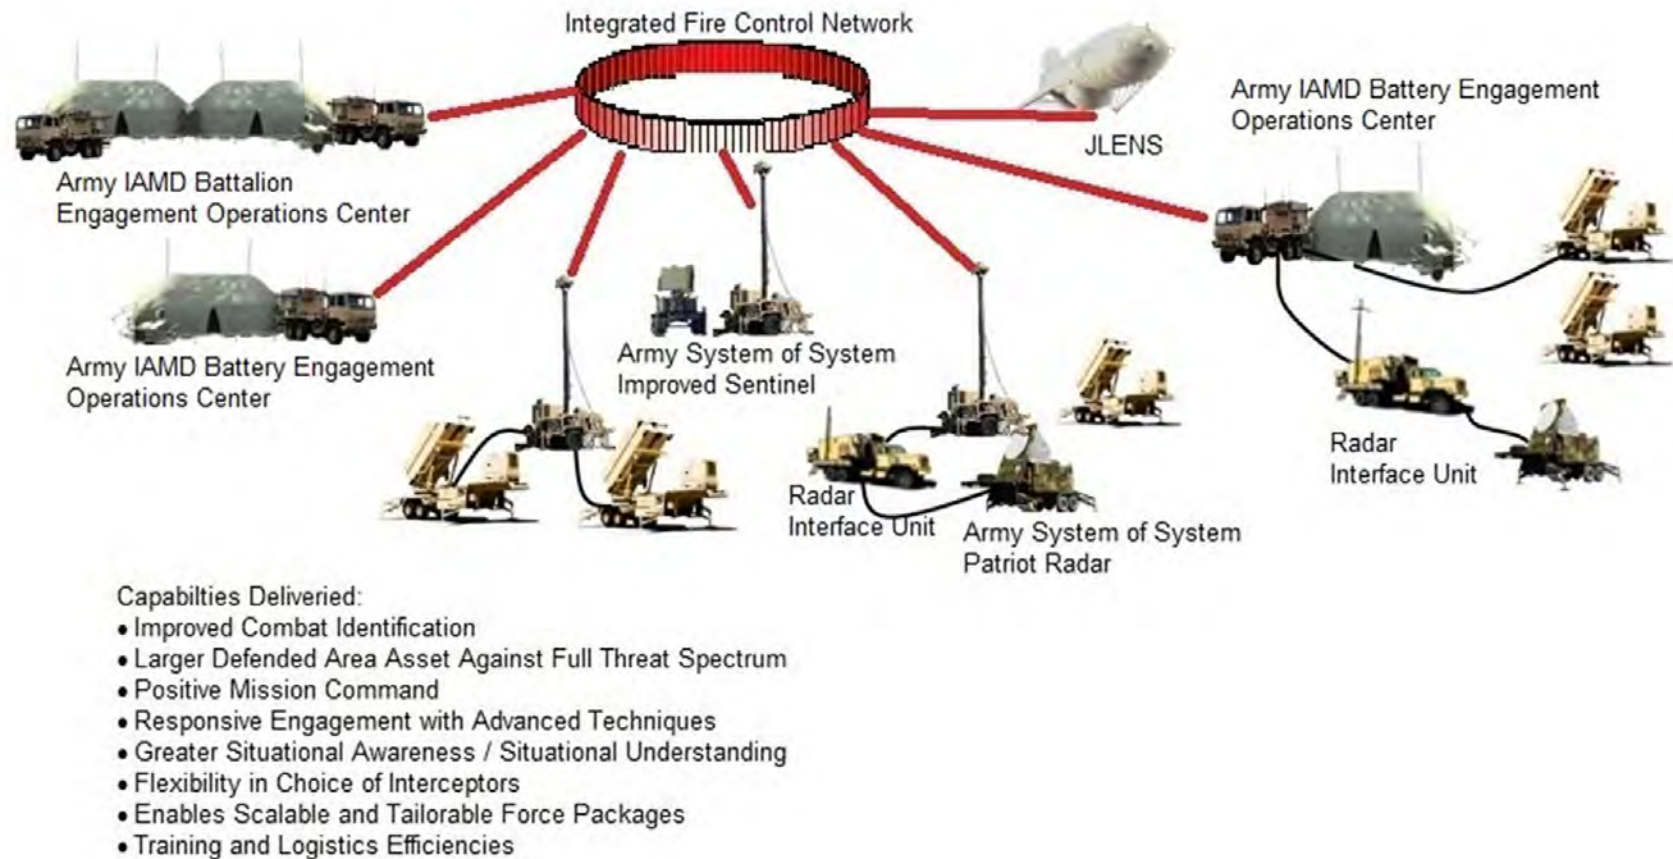 Integrated Fire Control Network
JLENS
Army IAMD Battery Engagement
Operations Center
Army IAMD Battalion
Engagement Operations Center
Army IAMD Battery Engagement
Operations Center
Army System of System
Improved Sentinel
Radar
Interface Unit
Army System of System
Patriot Radar
Radar
Interface Unit
Capabilties Deliveried:
• Improved Combat Identification
• Larger Defended Area Asset Against Full Threat Spectrum
• Positive Mission Command
• Responsive Engagement with Advanced Techniques
• Greater Situational Awareness / Situational Understanding
• Flexibility in Choice of Interceptors
• Enables Scalable and Tailorable Force Packages
• Training and Logistics Efficiencies